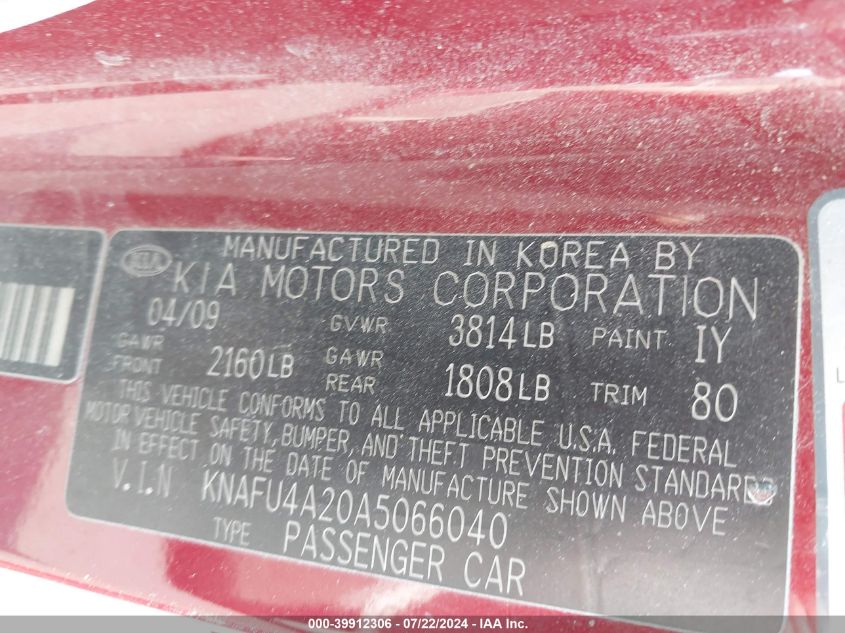 MANUFACTURED IN KOREA BY
KIA KIA MOTORS CORPORATION
04/09 GVWR 3814LB PAINT IY
GAWR FRONT 2160LB GAWR REAR 1808LB TRIM 80
THIS VEHICLE CONFORMS TO ALL APPLICABLE U.S.A. FEDERAL
MOTOR VEHICLE SAFETY, BUMPER, AND THEFT PREVENTION STANDARDS
IN EFFECT ON THE DATE OF MANUFACTURE SHOWN ABOVE
V.I.N KNAFU4A20A5066040
TYPE PASSENGER CAR
000-39912306 - 07/22/2024 - IAA Inc.